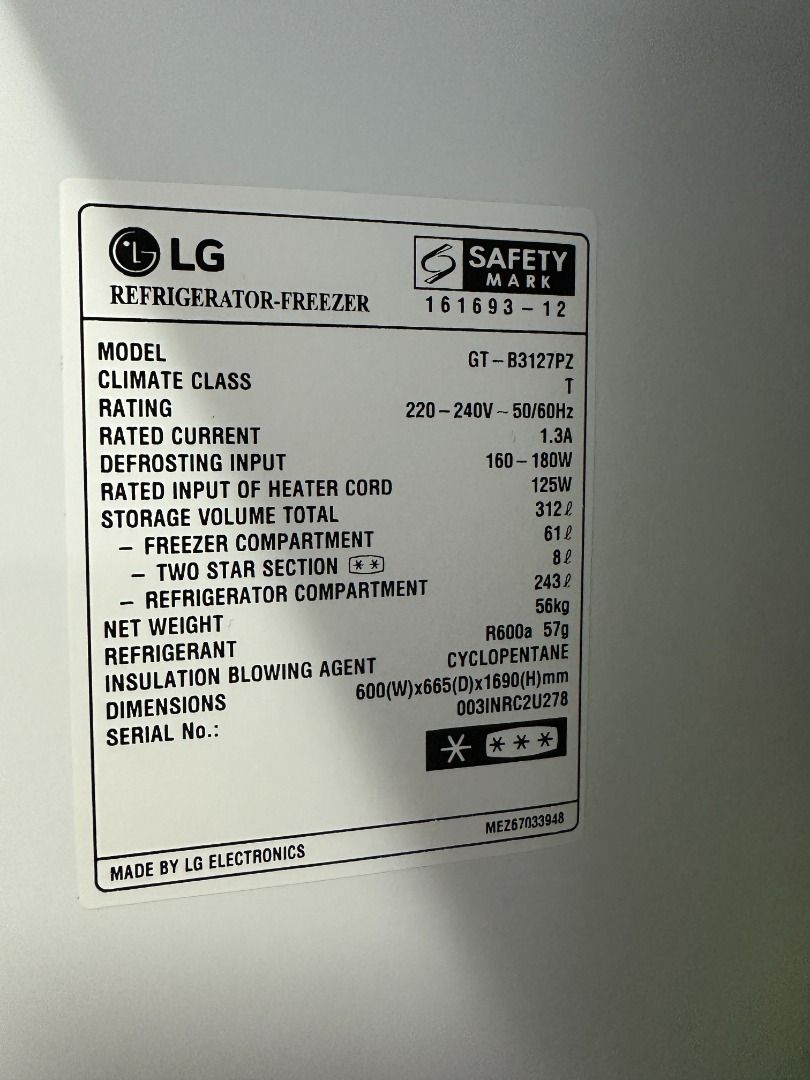 LG
SAFETY
MARK
REFRIGERATOR-FREEZER
161693-12
MODEL GT-B3127PZ
CLIMATE CLASS T
RATING 220-240V~50/60Hz
RATED CURRENT 1.3A
DEFROSTING INPUT 160-180W
RATED INPUT OF HEATER CORD 125W
STORAGE VOLUME TOTAL 312ℓ
- FREEZER COMPARTMENT 61ℓ
- TWO STAR SECTION ** 8ℓ
- REFRIGERATOR COMPARTMENT 243ℓ
NET WEIGHT 56kg
REFRIGERANT R600a 57g
INSULATION BLOWING AGENT CYCLOPENTANE
DIMENSIONS 600(W)x665(D)x1690(H)mm
SERIAL No.: 003INRC2U278
* ***
MEZ67033948
MADE BY LG ELECTRONICS